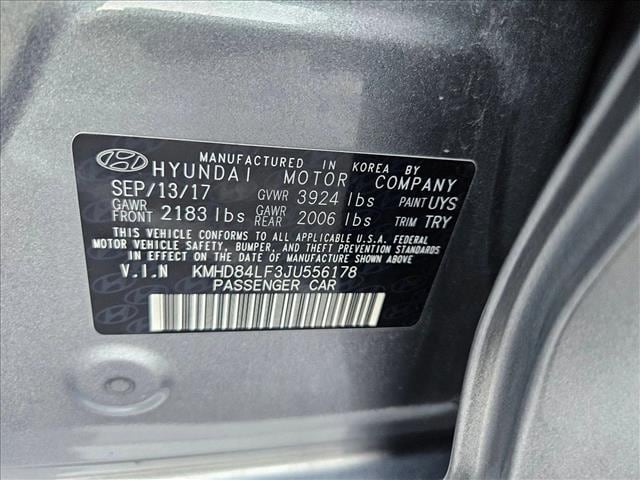 MANUFACTURED IN KOREA BY
HYUNDAI MOTOR COMPANY
SEP/13/17 GVWR 3924 lbs PAINT UYS
GAWR FRONT 2183 lbs GAWR REAR 2006 lbs TRIM TRY
THIS VEHICLE CONFORMS TO ALL APPLICABLE U.S.A. FEDERAL
MOTOR VEHICLE SAFETY, BUMPER, AND THEFT PREVENTION STANDARDS
IN EFFECT ON THE DATE OF MANUFACTURE SHOWN ABOVE.
V.I.N KMHD84LF3JU556178
PASSENGER CAR